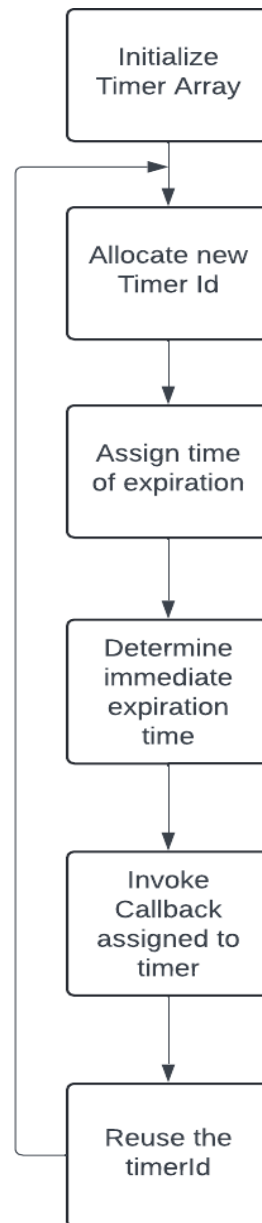 Initialize
Timer Array
Allocate new
Timer Id
Assign time
of expiration
Determine
immediate
expiration
time
Invoke
Callback
assigned to
timer
Reuse the
timerId